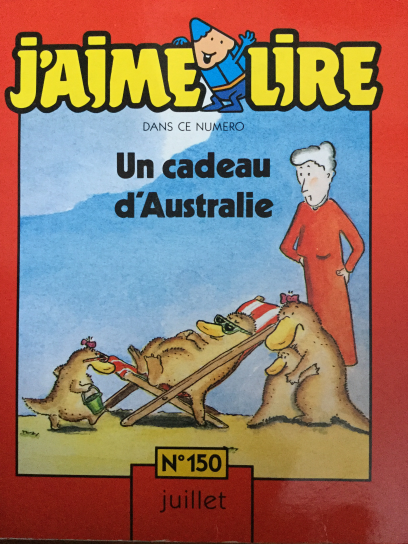 J'AIME LIRE
DANS CE NUMERO
Un cadeau
d'Australie
N° 150
juillet